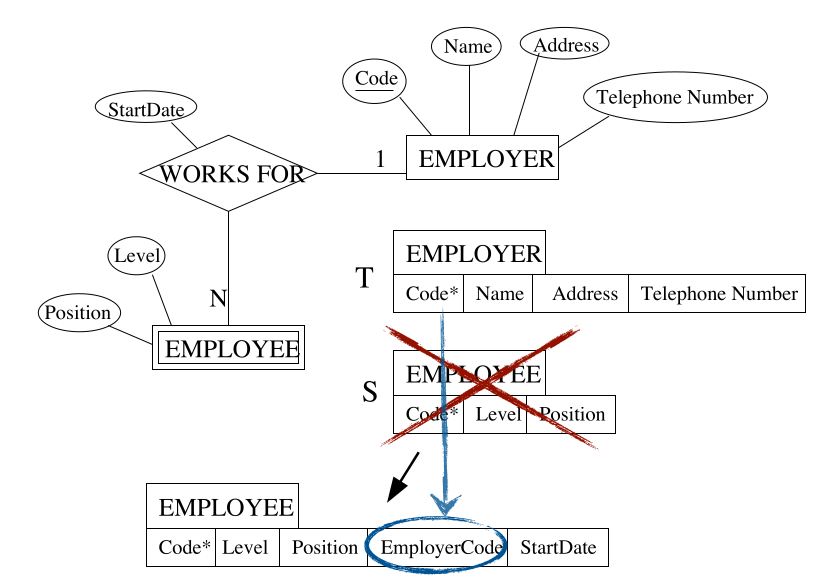 Name
Address
Code
Telephone Number
StartDate
1
EMPLOYER
WORKS FOR
Level
N
Position
EMPLOYEE
T
EMPLOYER
Code* Name Address Telephone Number
S
EMPLOYEE
Code* Level Position
EMPLOYEE
Code* Level Position EmployerCode StartDate